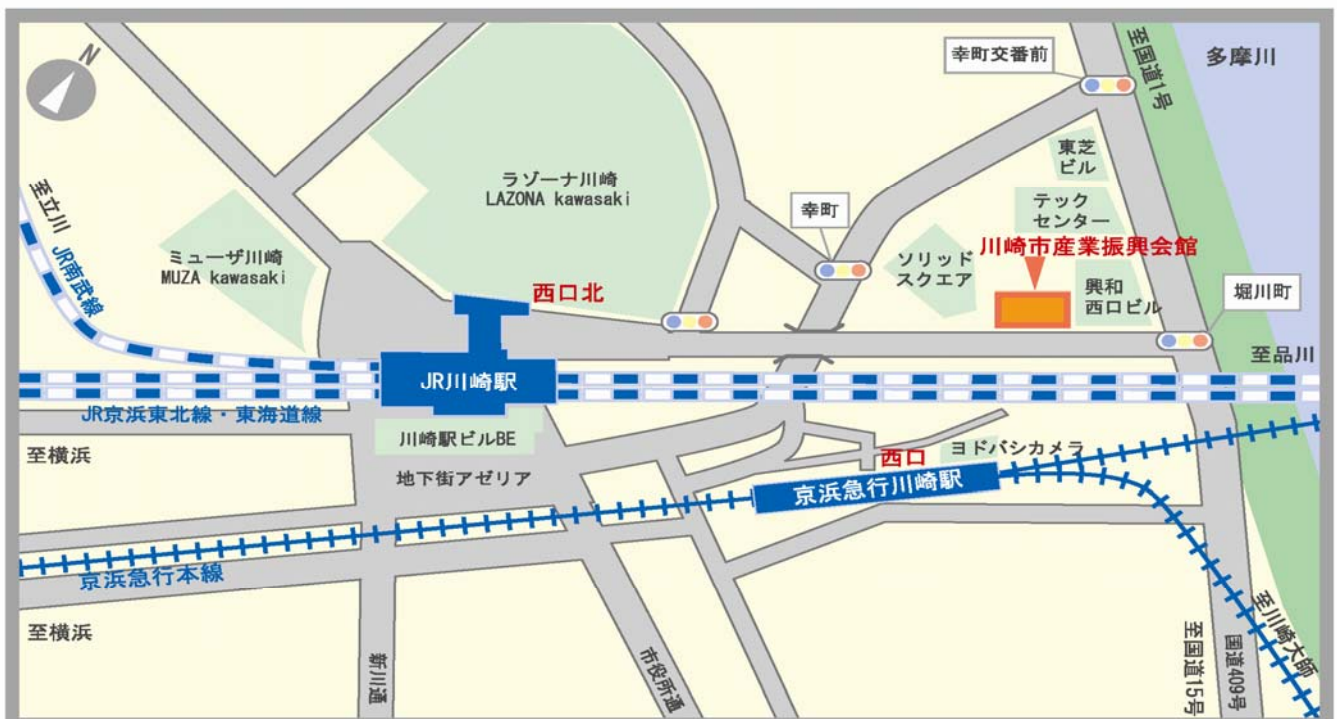 N
至国道1号
多摩川
幸町交番前
東芝
ビル
至立川
JR南武線
ラゾーナ川崎
LAZONA kawasaki
幸町
テック
センター
ミューザ川崎
MUZA kawasaki
ソリッド
スクエア
川崎市産業振興会館
興和
西口ビル
堀川町
西口北
至品川
JR川崎駅
JR京浜東北線・東海道線
川崎駅ビルBE
至横浜
西口
ヨドバシカメラ
地下街アゼリア
京浜急行川崎駅
京浜急行本線
至横浜
新川通
市役所通
至国道15号
国道409号
至川崎大師